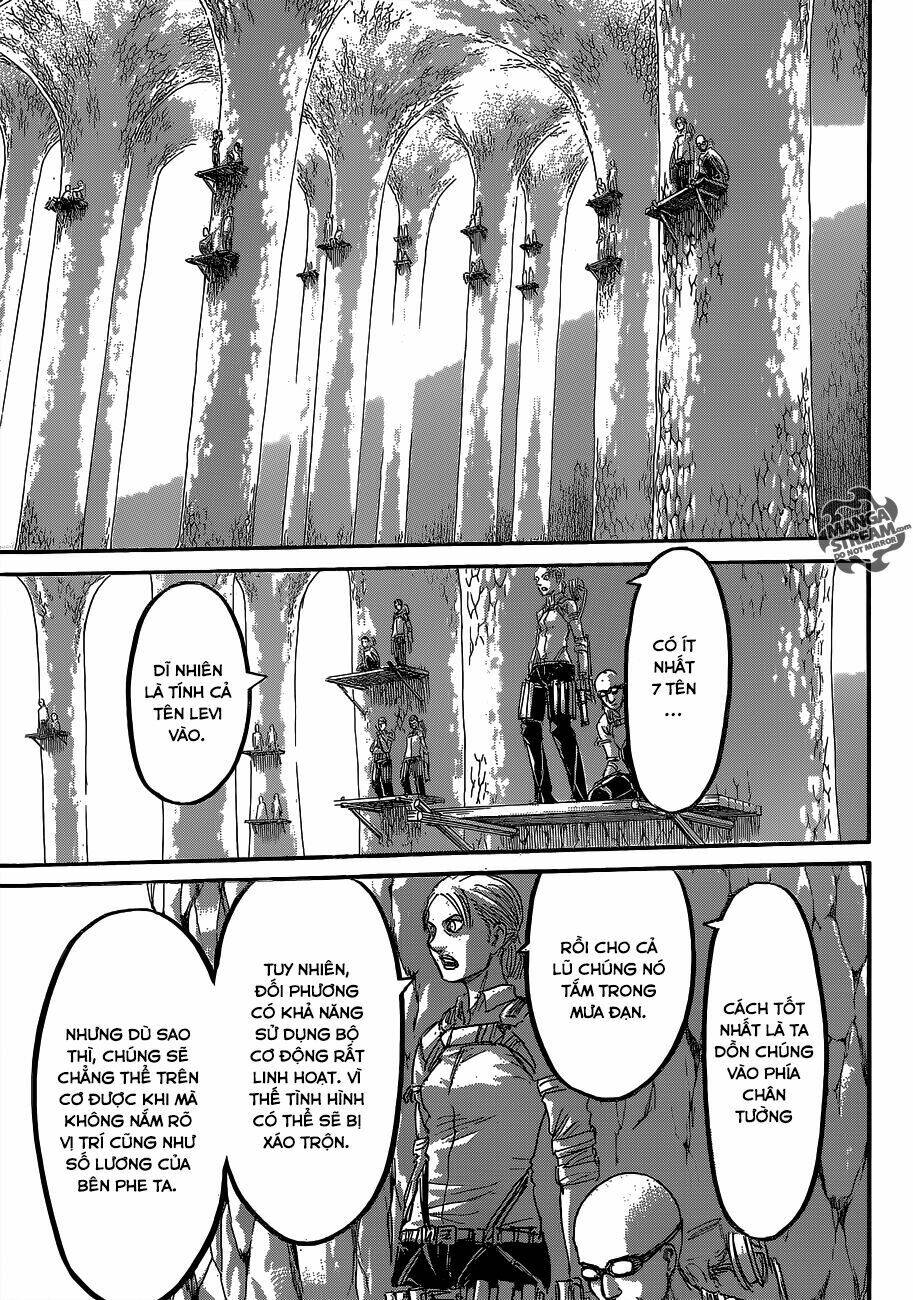 MANGA
STREAM.com
DO NOT MIRROR!
CÓ ÍT
NHẤT
7 TÊN
...
DĨ NHIÊN
LÀ TÍNH CẢ
TÊN LEVI
VÀO.
CÁCH TỐT
NHẤT LÀ TA
DỒN CHÚNG
VÀO PHÍA
CHÂN
TƯỞNG
RỒI CHO CẢ
LŨ CHÚNG NÓ
TẮM TRONG
MƯA ĐẠN.
TUY NHIÊN,
ĐỐI PHƯƠNG
CÓ KHẢ NĂNG
SỬ DỤNG BỘ
CƠ ĐỘNG RẤT
LINH HOẠT. VÌ
THẾ TÌNH HÌNH
CÓ THỂ SẼ BỊ
XÁO TRỘN.
NHƯNG DÙ SAO
THÌ, CHÚNG SẼ
CHẲNG THỂ TRÊN
CƠ ĐƯỢC KHI MÀ
KHÔNG NẮM RÕ
VỊ TRÍ CŨNG NHƯ
SỐ LƯƠNG CỦA
BÊN PHE TA.